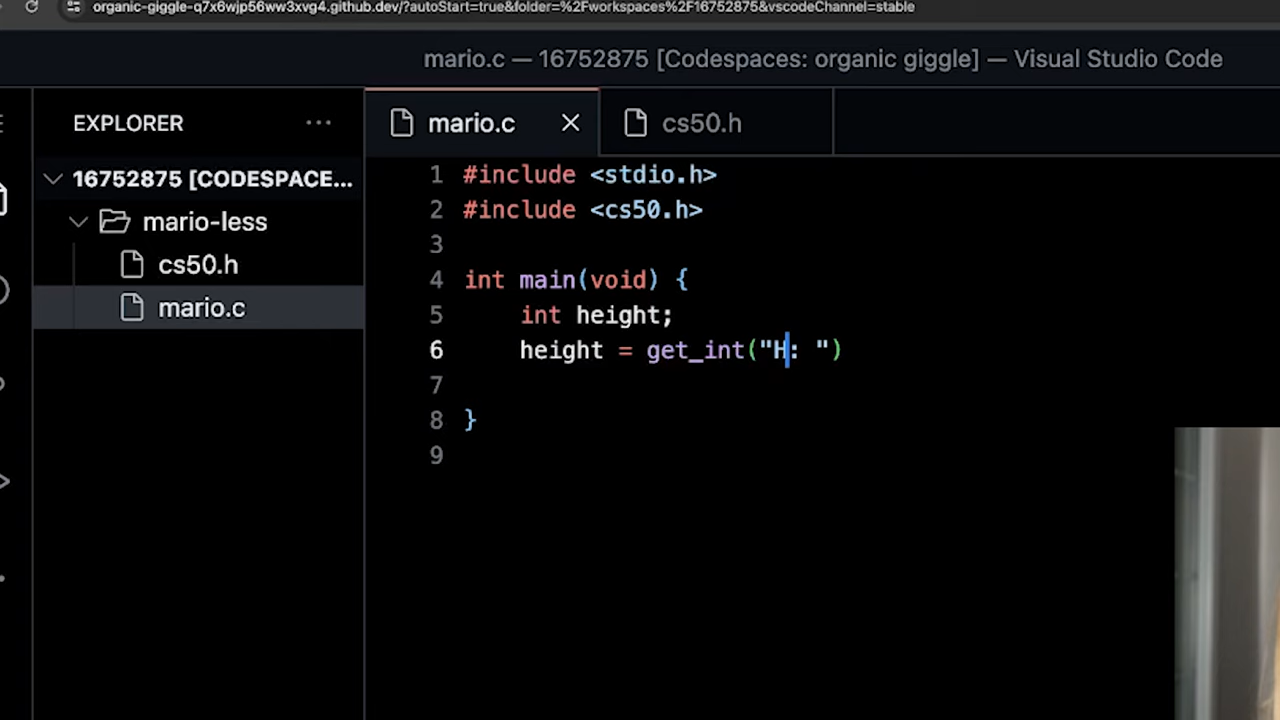 organic-giggle-q7x6wjp56ww3xvg4.github.dev/?autoStart=true&folder=%2Fworkspaces%2F16752875&vscodeChannel=stable
mario.c — 16752875 [Codespaces: organic giggle] — Visual Studio Code
EXPLORER ···
mario.c cs50.h
16752875 [CODESPACE...
mario-less
cs50.h
mario.c
1 #include <stdio.h>
2 #include <cs50.h>
3
4 int main(void) {
5 int height;
6 height = get_int("H: ")
7
8 }
9